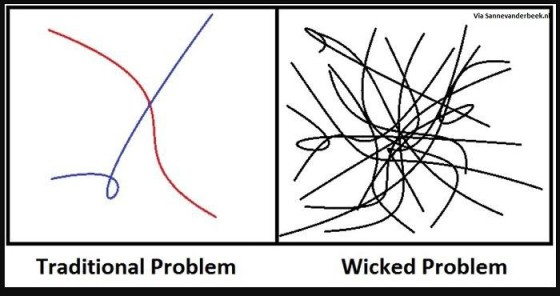 Via Sannevanderbeek.nl
Traditional Problem
Wicked Problem